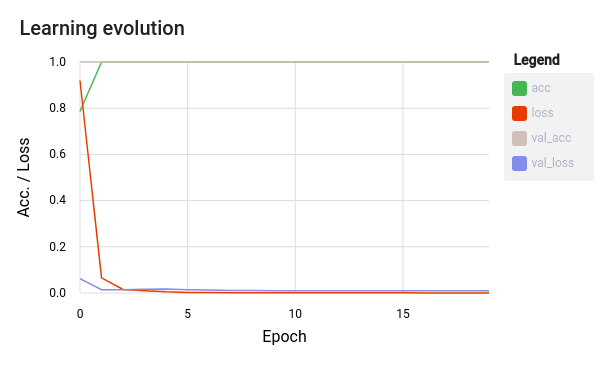 Learning evolution
Legend
acc
loss
val_acc
val_loss
Acc. / Loss
1.0
0.8
0.6
0.4
0.2
0.0
0 5 10 15
Epoch